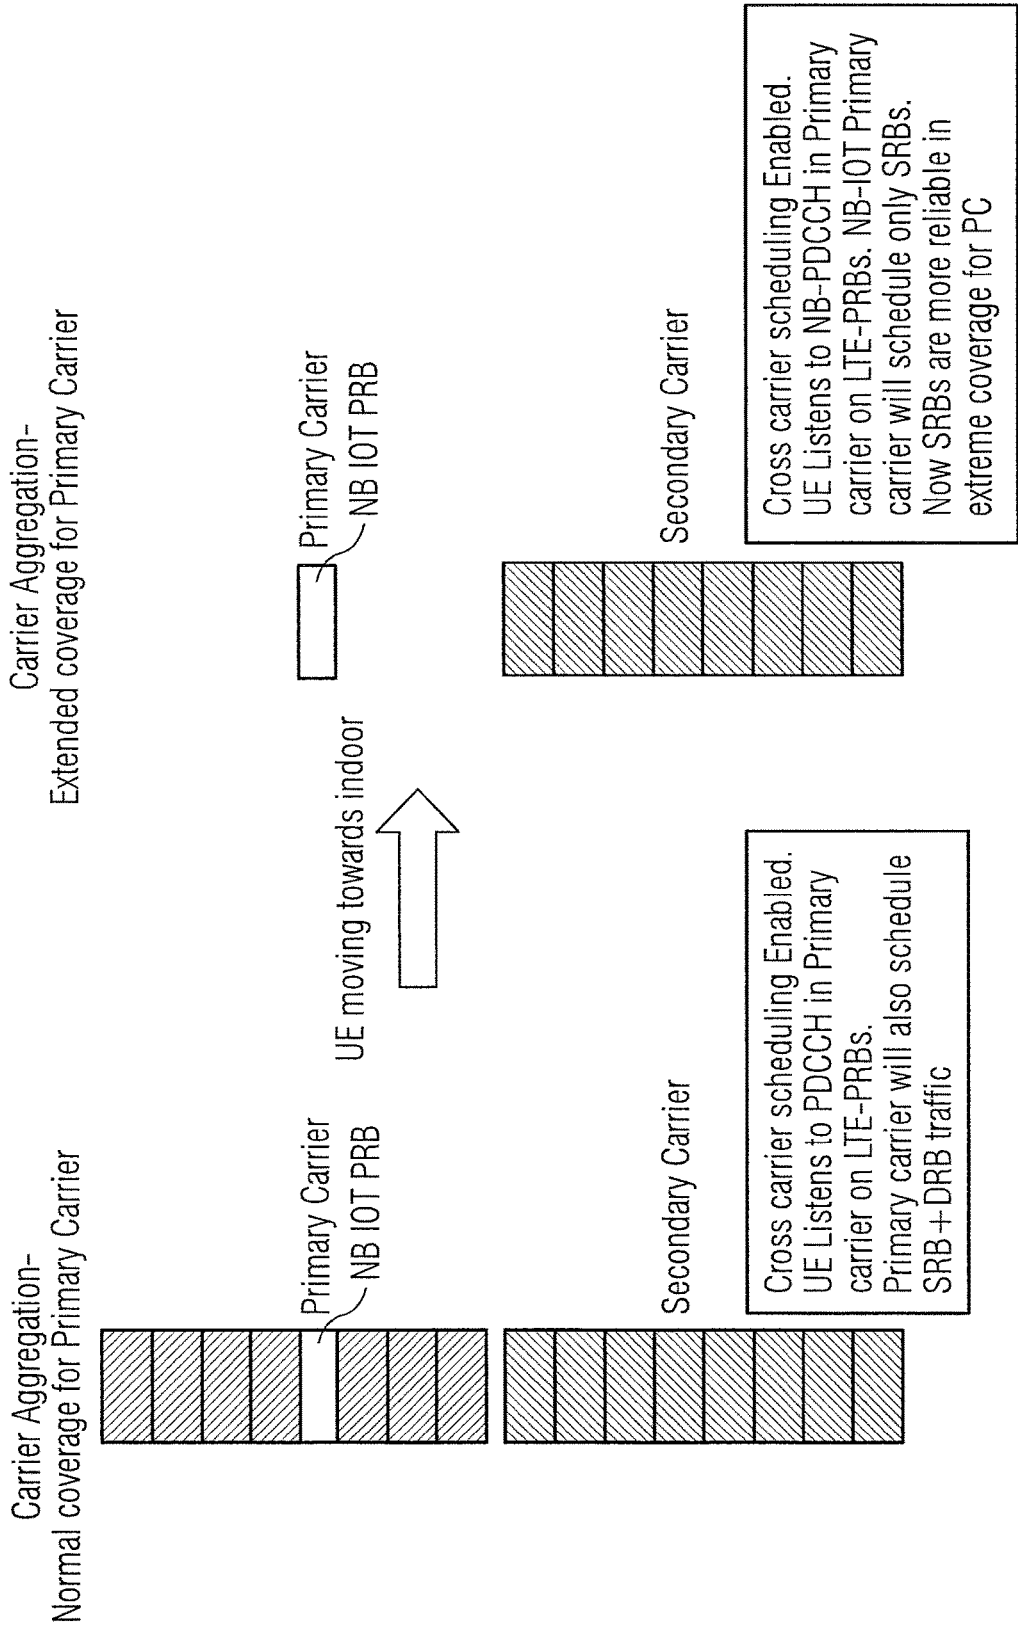 Carrier Aggregation-
Normal coverage for Primary Carrier
Primary Carrier
NB IOT PRB
Secondary Carrier
Cross carrier scheduling Enabled.
UE Listens to PDCCH in Primary
carrier on LTE-PRBs.
Primary carrier will also schedule
SRB+DRB traffic
UE moving towards indoor
Carrier Aggregation-
Extended coverage for Primary Carrier
Primary Carrier
NB IOT PRB
Secondary Carrier
Cross carrier scheduling Enabled.
UE Listens to NB-PDCCH in Primary
carrier on LTE-PRBs. NB-IOT Primary
carrier will schedule only SRBs.
Now SRBs are more reliable in
extreme coverage for PC